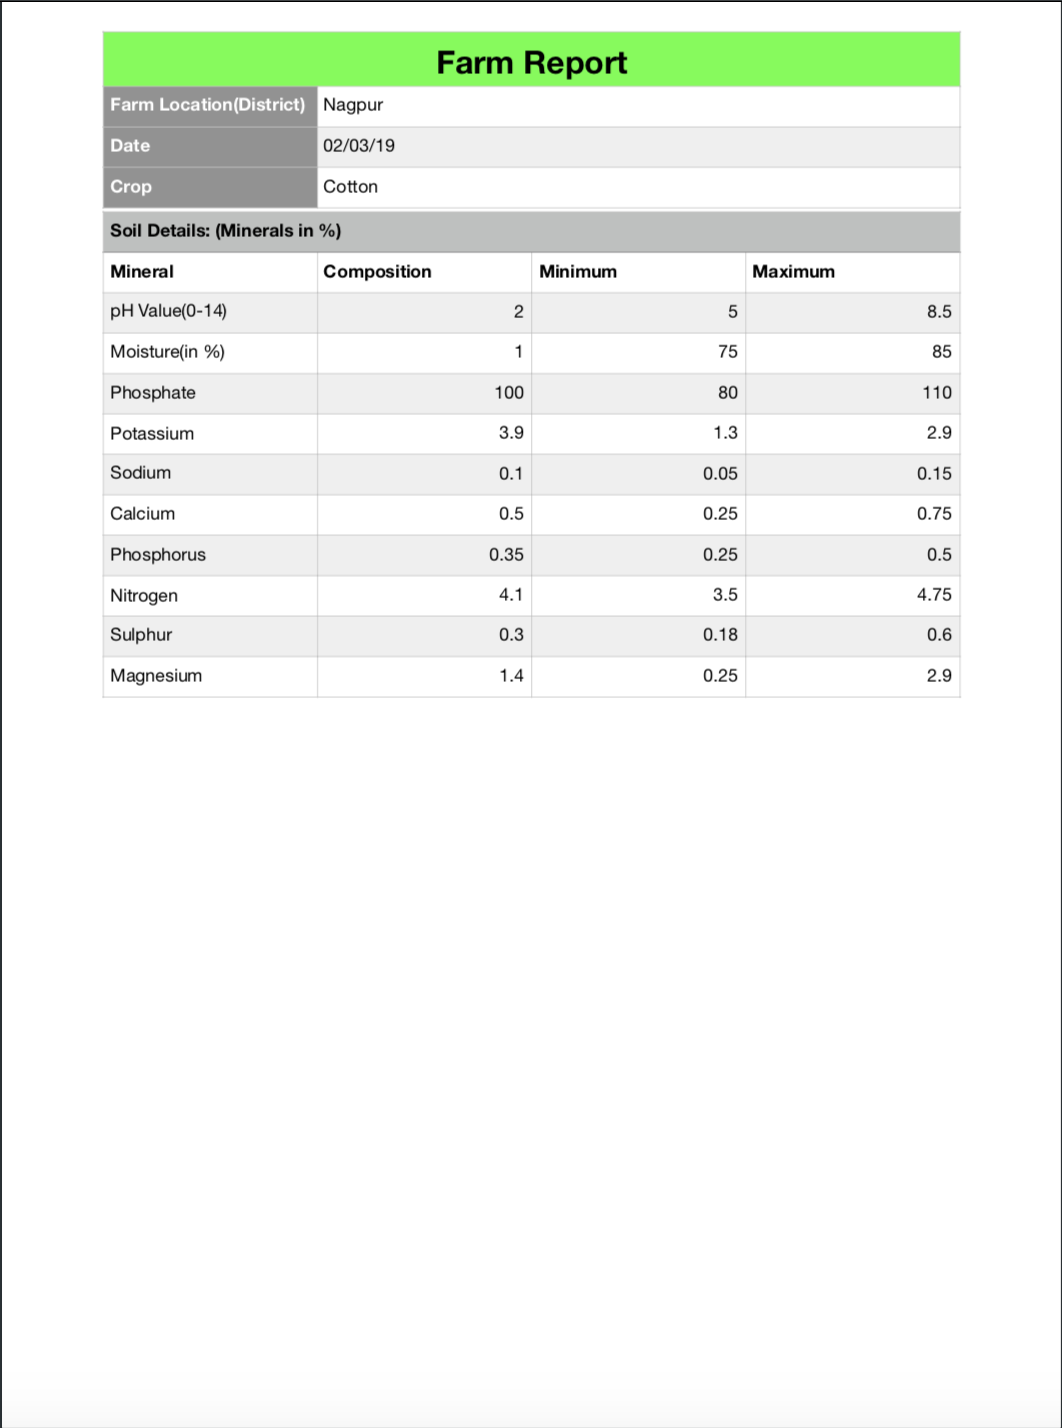 Farm Report
Farm Location(District) Nagpur
Date 02/03/19
Crop Cotton
Soil Details: (Minerals in %)
Mineral Composition Minimum Maximum
pH Value(0-14) 2 5 8.5
Moisture(in %) 1 75 85
Phosphate 100 80 110
Potassium 3.9 1.3 2.9
Sodium 0.1 0.05 0.15
Calcium 0.5 0.25 0.75
Phosphorus 0.35 0.25 0.5
Nitrogen 4.1 3.5 4.75
Sulphur 0.3 0.18 0.6
Magnesium 1.4 0.25 2.9